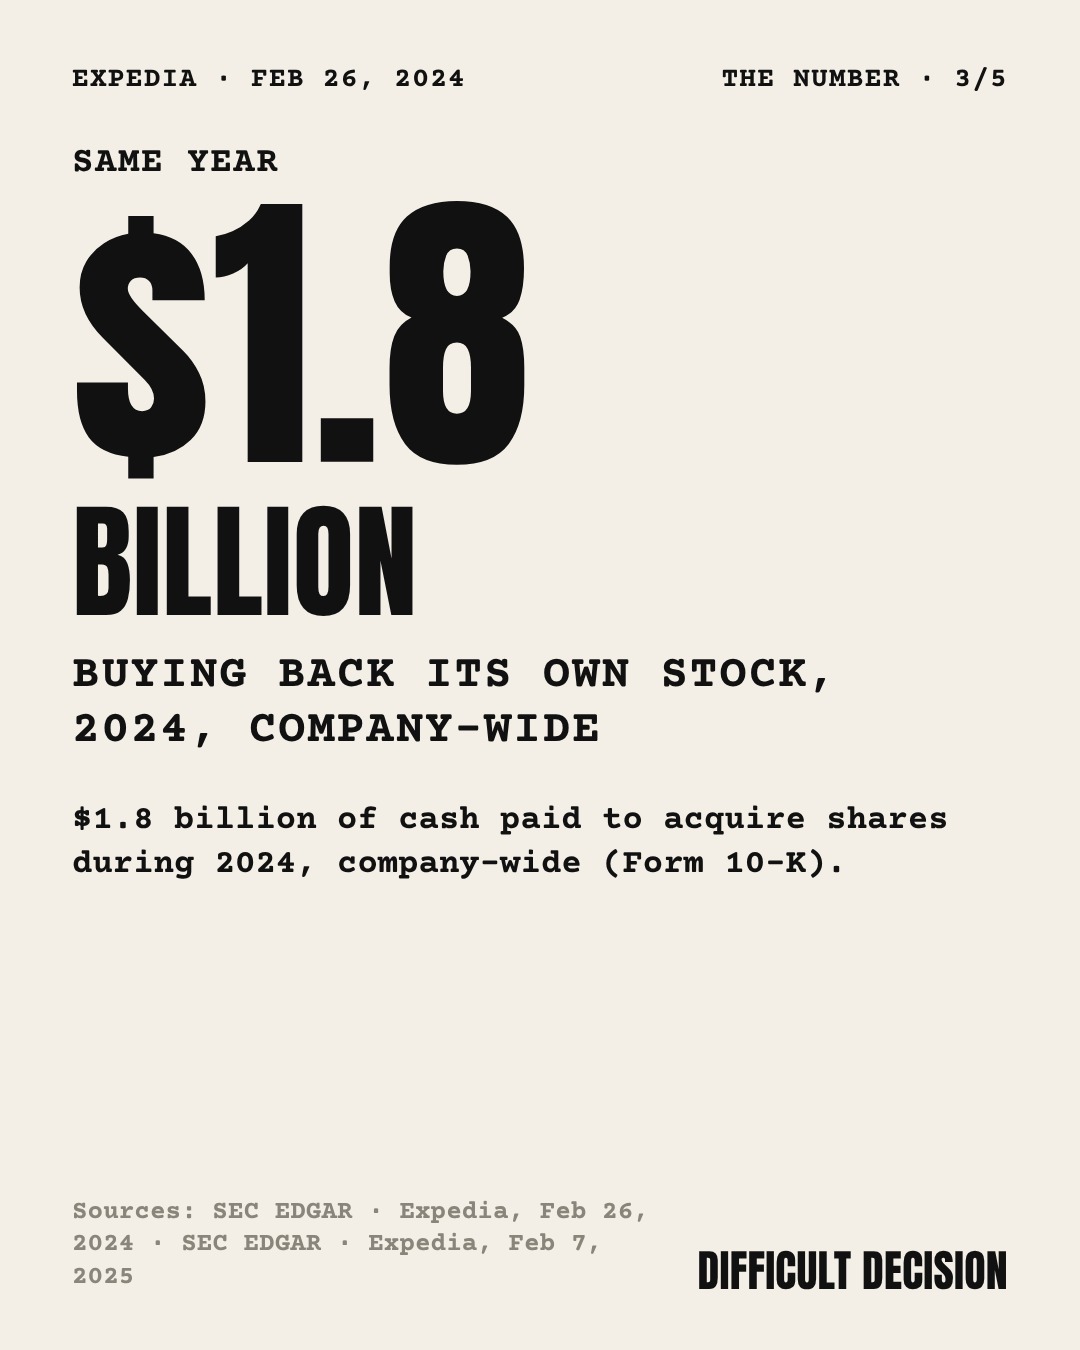 EXPEDIA · FEB 26, 2024
THE NUMBER · 3/5
SAME YEAR
$1.8
BILLION
BUYING BACK ITS OWN STOCK,
2024, COMPANY-WIDE
$1.8 billion of cash paid to acquire shares
during 2024, company-wide (Form 10-K).
Sources: SEC EDGAR · Expedia, Feb 26,
2024 · SEC EDGAR · Expedia, Feb 7,
2025
DIFFICULT DECISION